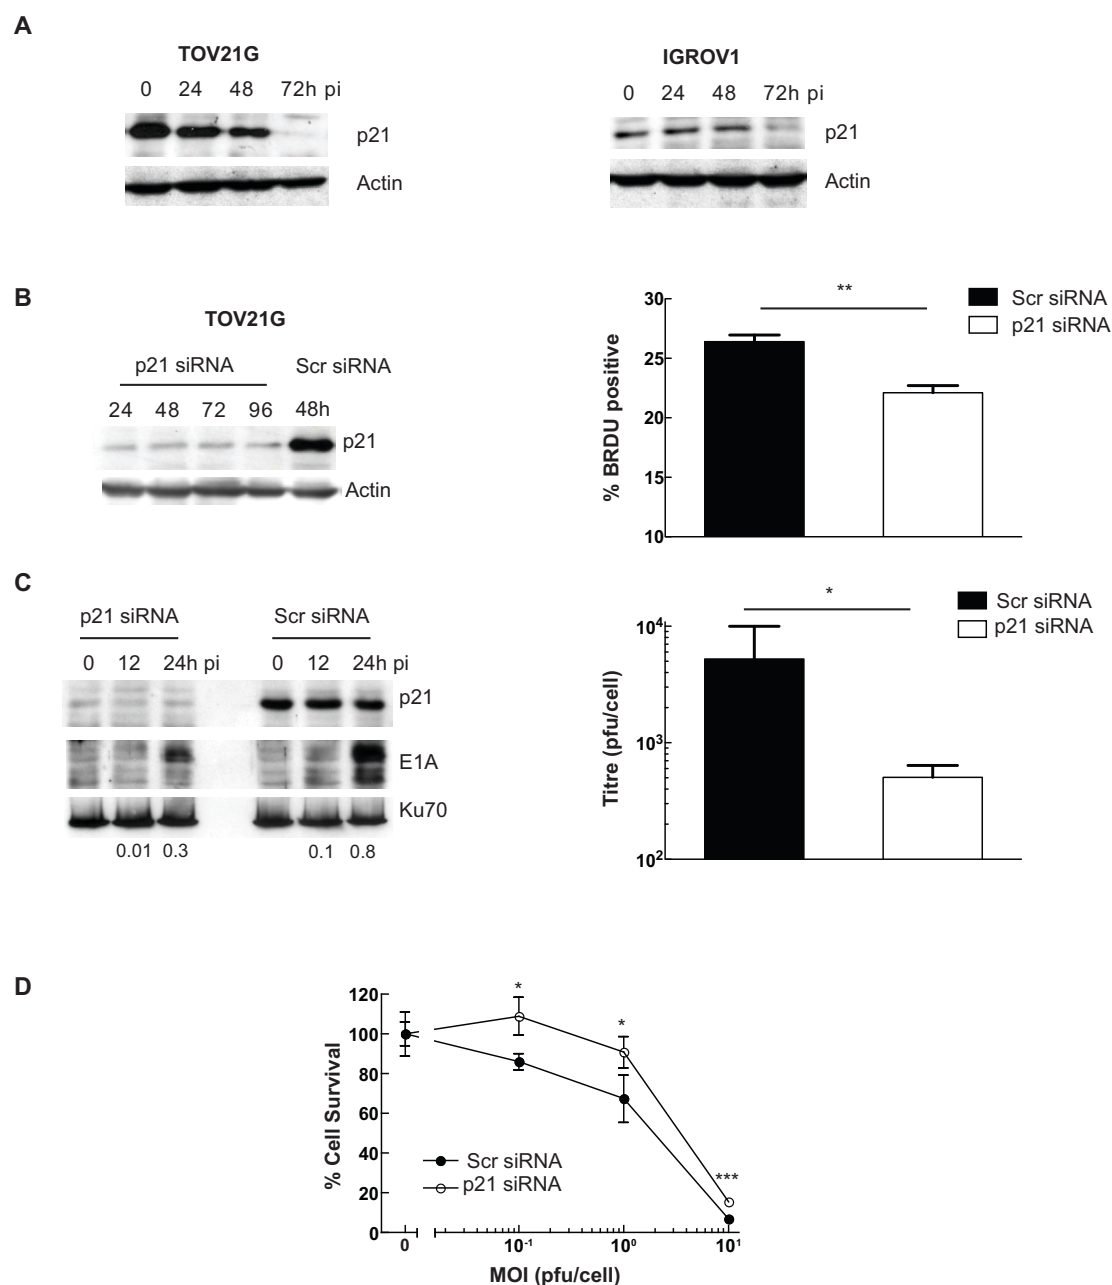 A
TOV21G
0 24 48 72h pi
p21
Actin
IGROV1
0 24 48 72h pi
p21
Actin
B
TOV21G
p21 siRNA Scr siRNA
24 48 72 96 48h
p21
Actin
30
25
20
15
10
% BRDU positive
**
Scr siRNA
p21 siRNA
C
p21 siRNA Scr siRNA
0 12 24h pi 0 12 24h pi
p21
E1A
Ku70
0.01 0.3 0.1 0.8
10⁴
10³
10²
Titre (pfu/cell)
*
Scr siRNA
p21 siRNA
D
120
100
80
60
40
20
0
% Cell Survival
*
*
***
Scr siRNA
p21 siRNA
0 10⁻¹ 10⁰ 10¹
MOI (pfu/cell)